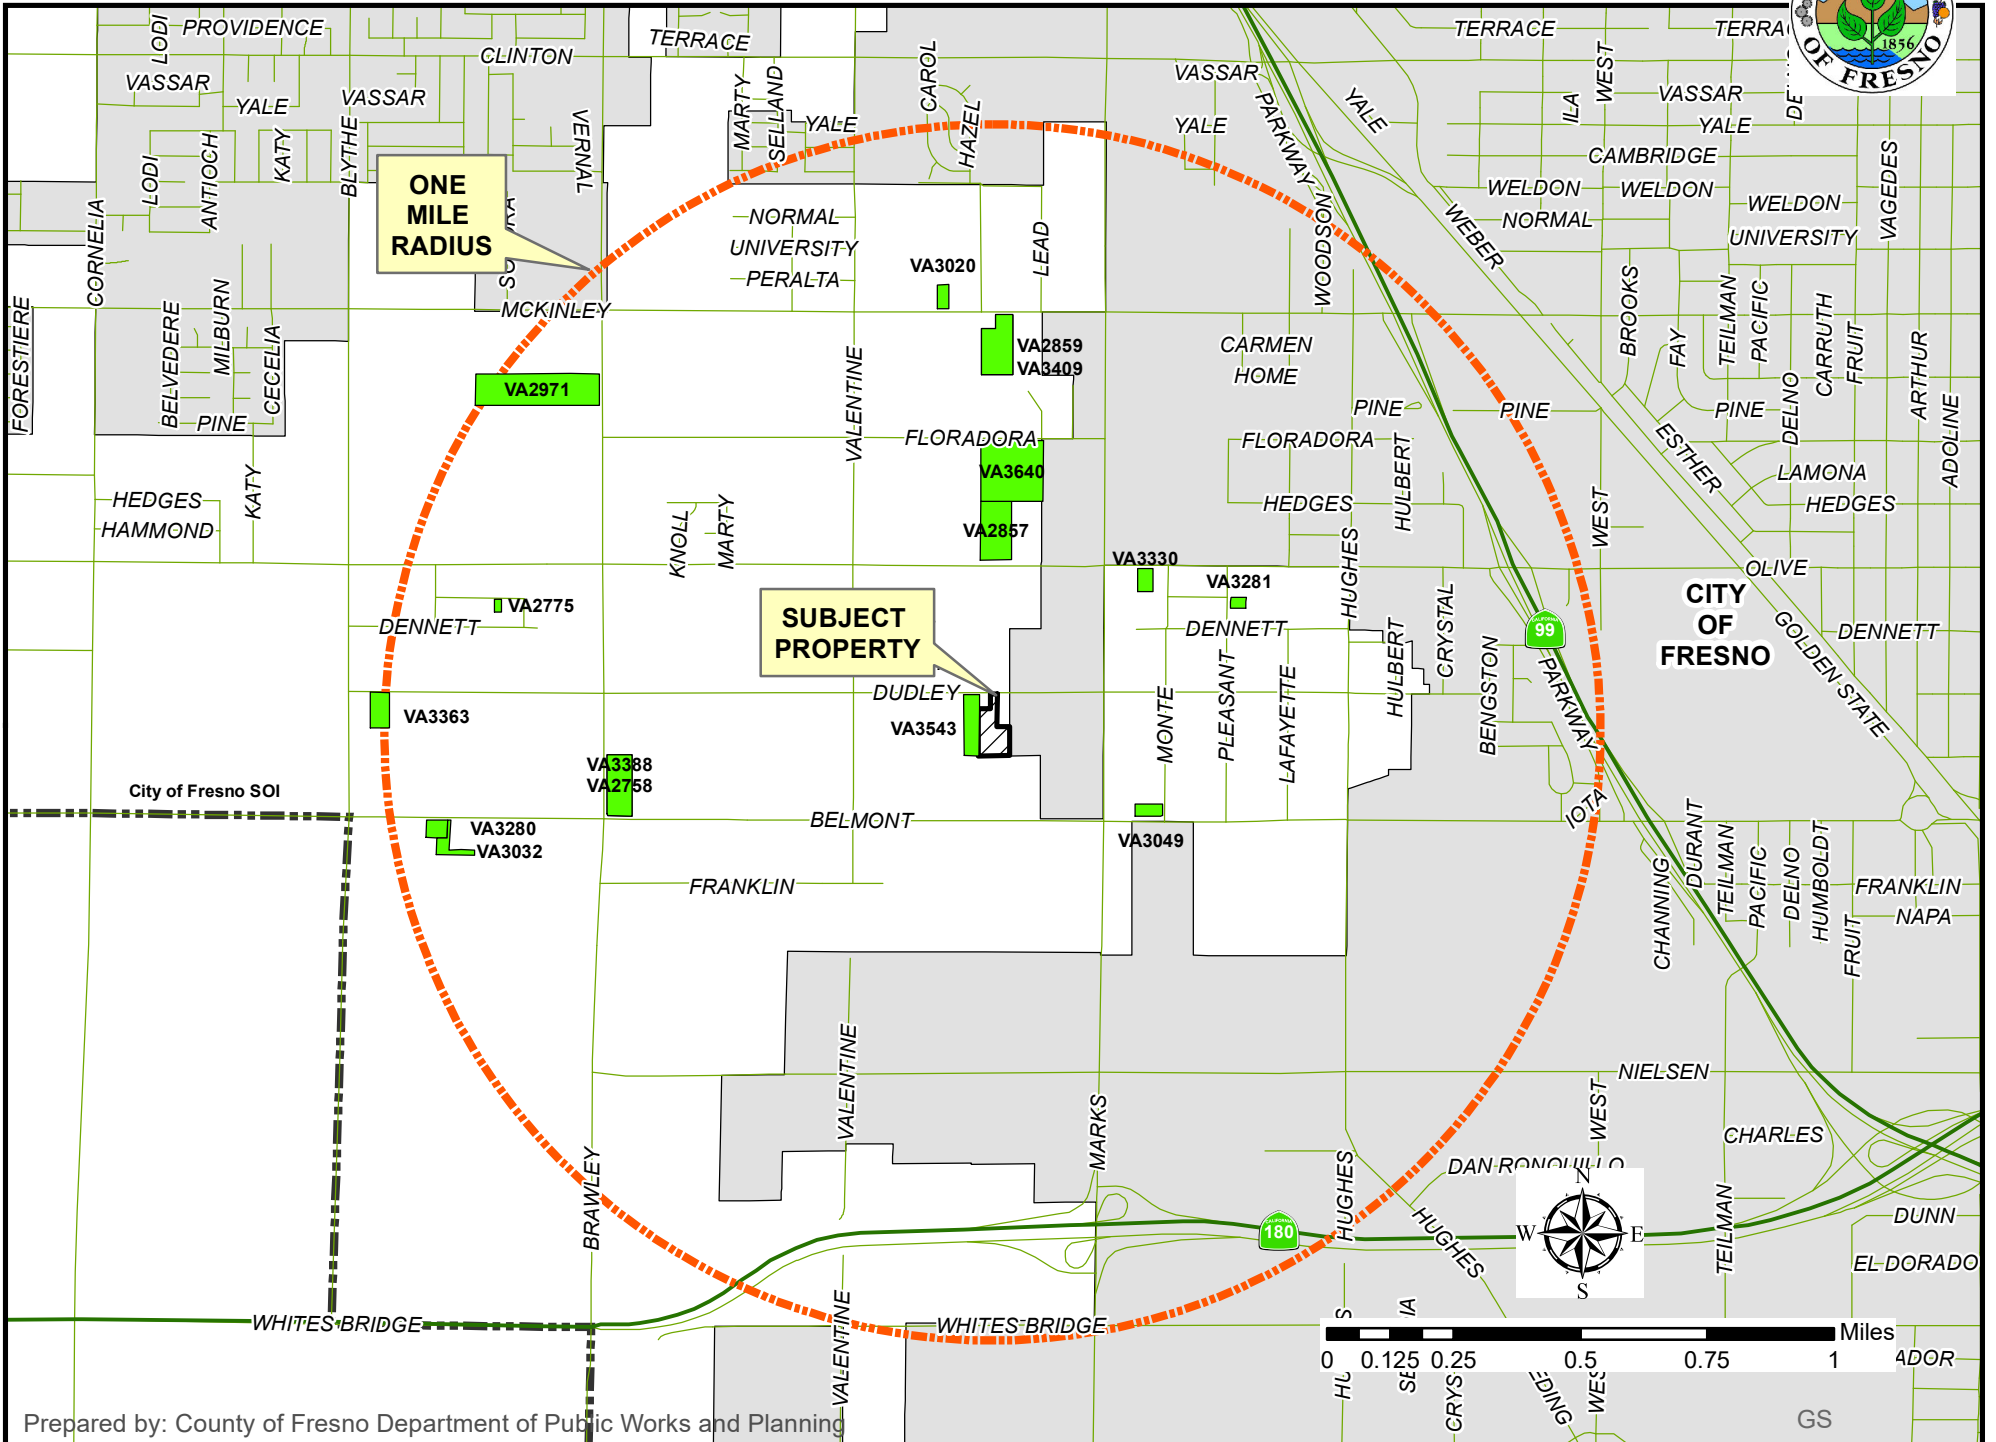 LODI
PROVIDENCE
CLINTON
TERRACE
TERRACE
1856
OF FRESNO
VASSAR
YALE
VASSAR
VERNAL
MARTY
SELLAND
YALE
CAROL
HAZEL
VASSAR
YALE
PARKWAY
YALE
ILA
WEST
VASSAR
YALE
CAMBRIDGE
WELDON
WELDON
NORMAL
WELDON
UNIVERSITY
VAGEDES
WEBER
WOODSON
LODI
ANTIOCH
KATY
BLYTHE
ONE
MILE
RADIUS
CORNELIA
NORMAL
UNIVERSITY
PERALTA
VA3020
LEAD
MCKINLEY
FORESTIERE
BELVEDERE
MILBURN
CECELIA
PINE
VA2971
VALENTINE
VA2859
VA3409
CARMEN
HOME
BROOKS
FAY
TEILMAN
PACIFIC
CARRUTH
FRUIT
ARTHUR
DELNO
ADOLINE
PINE
PINE
PINE
FLORADORA
FLORADORA
HULBERT
ESTHER
LAMONA
HEDGES
VA3640
HEDGES
HAMMOND
KATY
KNOLL
MARTY
VA2857
HEDGES
HUGHES
WEST
VA3330
VA3281
OLIVE
CITY
OF
FRESNO
VA2775
DENNETT
SUBJECT
PROPERTY
DENNETT
HULBERT
CRYSTAL
CALIFORNIA
99
GOLDEN STATE
DENNETT
DUDLEY
VA3543
MONTE
PLEASANT
LAFAYETTE
BENGSTON
PARKWAY
VA3363
VA3388
VA2758
City of Fresno SOI
VA3280
VA3032
BELMONT
VA3049
IOTA
FRANKLIN
CHANNING
DURANT
TEILMAN
PACIFIC
DELNO
HUMBOLDT
FRUIT
FRANKLIN
NAPA
VALENTINE
MARKS
NIELSEN
WEST
CHARLES
BRAWLEY
HUGHES
DAN RONQUILLO
HUGHES
TEILMAN
DUNN
EL DORADO
CALIFORNIA
180
N
W
E
S
WHITES BRIDGE
VALENTINE
WHITES BRIDGE
Miles
0 0.125 0.25 0.5 0.75 1
Prepared by: County of Fresno Department of Public Works and Planning
GS